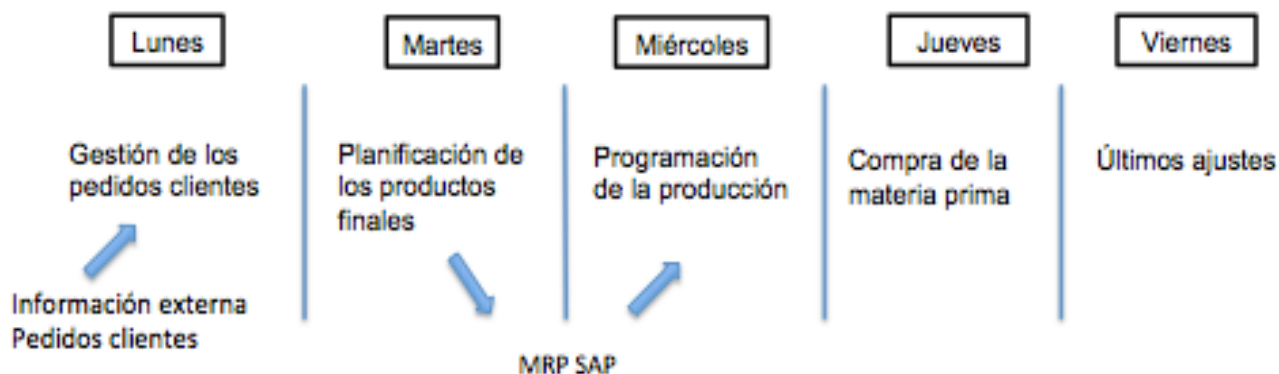 Lunes
Martes
Miércoles
Jueves
Viernes
Gestión de los
pedidos clientes
Planificación de
los productos
finales
Programación
de la producción
Compra de la
materia prima
Últimos ajustes
Información externa
Pedidos clientes
MRP SAP